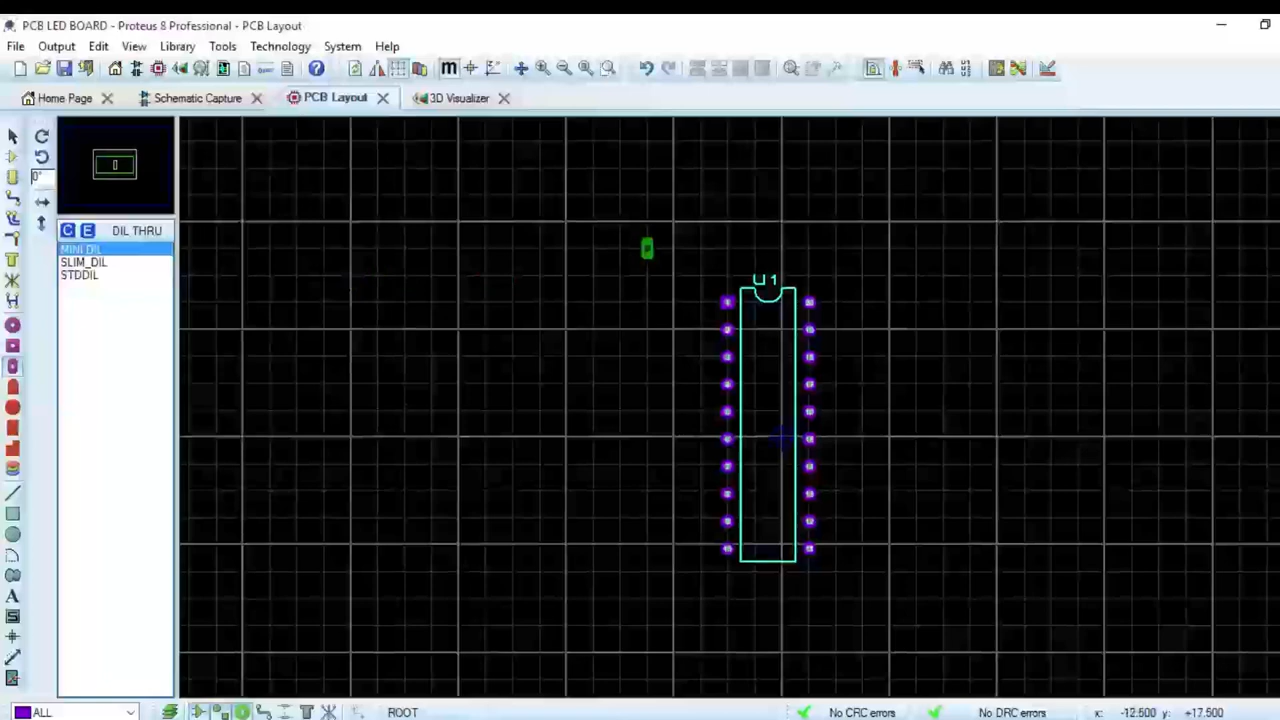 PCB LED BOARD - Proteus 8 Professional - PCB Layout
File Output Edit View Library Tools Technology System Help
Home Page Schematic Capture PCB Layout 3D Visualizer
0°
C E DIL THRU
MINI DIL
SLIM_DIL
STDDIL
U1
ALL ROOT No CRC errors No DRC errors x: -12.500 y: +17.500